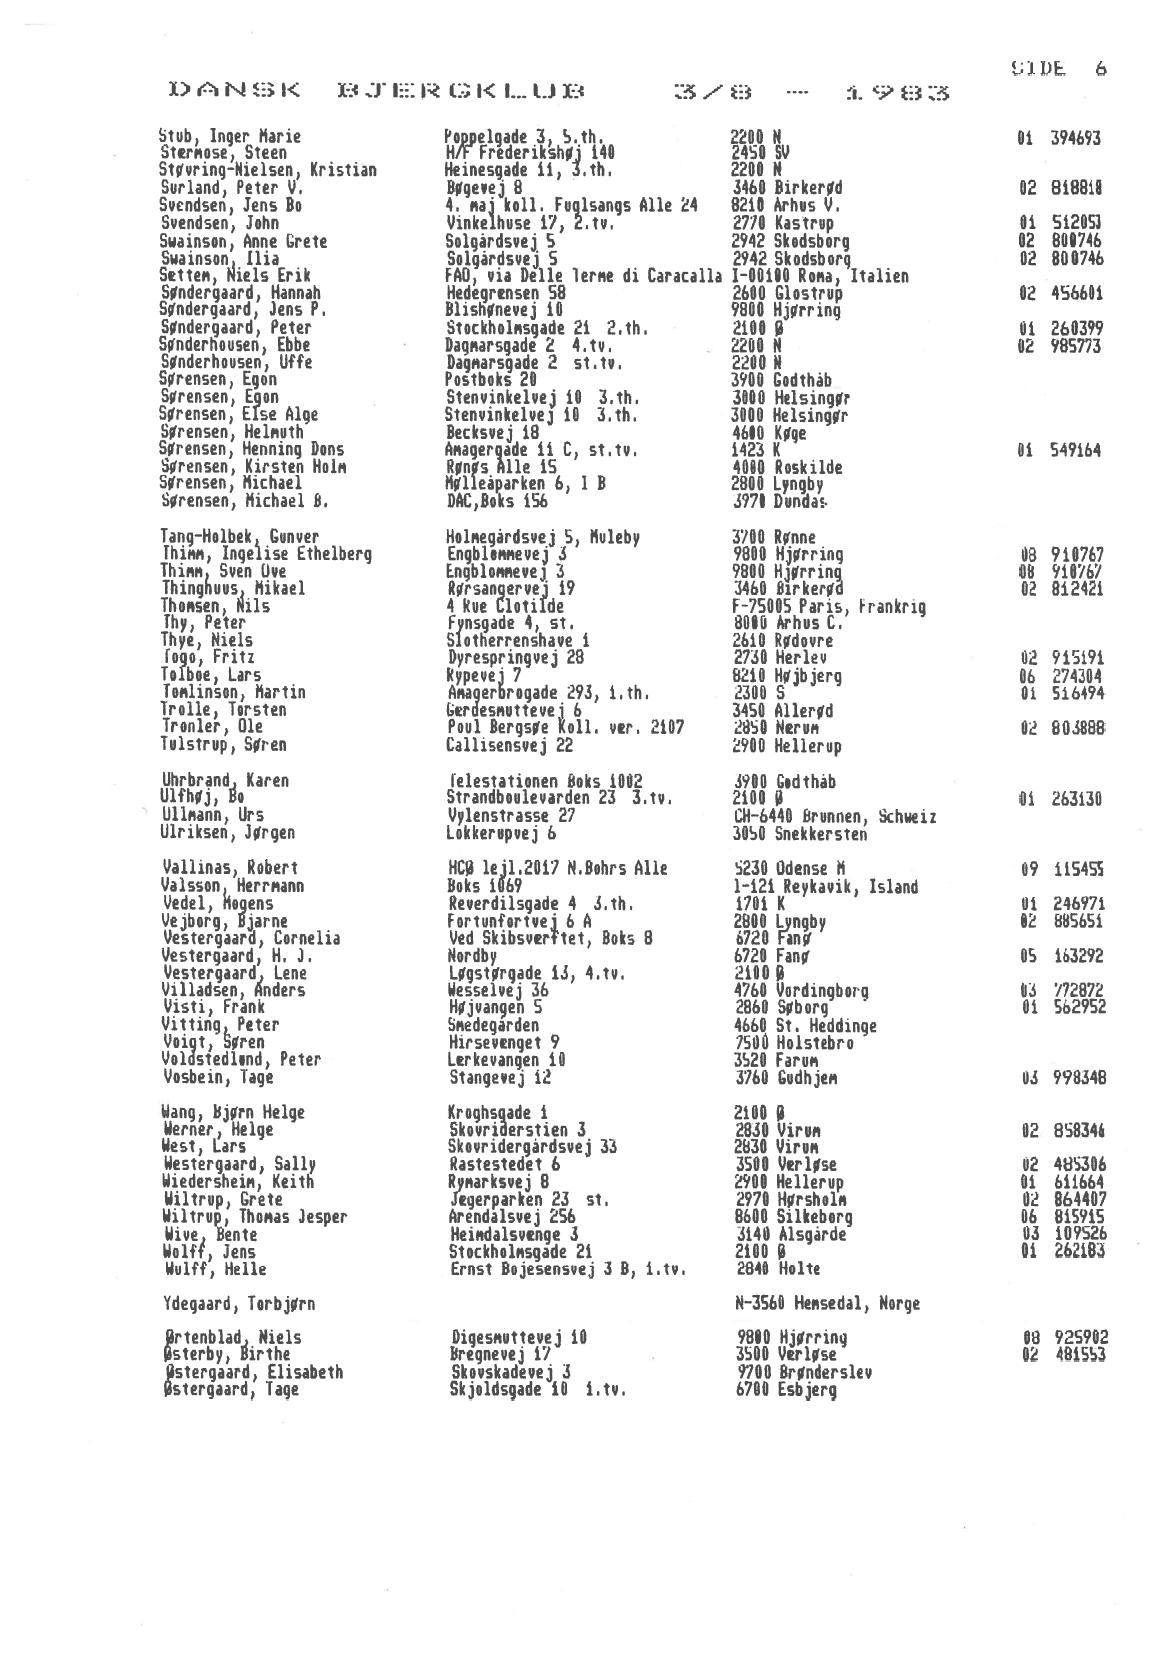 SIDE 6
DANSK BJERGKLUB 3/8 - 1983
Stub, Inger Marie Poppelgade 3, 5.th. 2200 N 01 394693
Stermose, Steen H/F Frederikshøj 140 2450 SV
Støvring-Nielsen, Kristian Heinesgade 11, 3.th. 2200 N
Surland, Peter V. Bøgevej 8 3460 Birkerød 02 818818
Svendsen, Jens Bo 4. maj koll. Fuglsangs Alle 24 8210 Århus V.
Svendsen, John Vinkelhuse 17, 2.tv. 2770 Kastrup 01 512053
Swainson, Anne Grete Solgårdsvej 5 2942 Skodsborg 02 800746
Swainson, Ilia Solgårdsvej 5 2942 Skodsborg 02 800746
Settem, Niels Erik FAO, via Delle Terme di Caracalla I-00100 Roma, Italien
Søndergaard, Hannah Hedegrensen 58 2600 Glostrup 02 456601
Søndergaard, Jens P. Blishønevej 10 9800 Hjørring
Søndergaard, Peter Stockholmsgade 21 2.th. 2100 Ø 01 260399
Sønderhousen, Ebbe Dagmarsgade 2 4.tv. 2200 N 02 985773
Sønderhousen, Uffe Dagmarsgade 2 st.tv. 2200 N
Sørensen, Egon Postboks 20 3900 Godthåb
Sørensen, Egon Stenvinkelvej 10 3.th. 3000 Helsingør
Sørensen, Else Alge Stenvinkelvej 10 3.th. 3000 Helsingør
Sørensen, Helmuth Becksvej 18 4600 Køge
Sørensen, Henning Dons Amagergade 11 C, st.tv. 1423 K 01 549164
Sørensen, Kirsten Holm Rønøs Alle 15 4000 Roskilde
Sørensen, Michael Mølleåparken 6, 1 B 2800 Lyngby
Sørensen, Michael B. DAC,Boks 156 3970 Dundas
Tang-Holbek, Gunver Holmegårdsvej 5, Muleby 3700 Rønne
Thimm, Ingelise Ethelberg Engblommevej 3 9800 Hjørring 08 910767
Thimm, Sven Ove Engblommevej 3 9800 Hjørring 08 910767
Thinghuus, Mikael Rørsangervej 19 3460 Birkerød 02 812421
Thomsen, Nils 4 Rue Clotilde F-75005 Paris, Frankrig
Thy, Peter Fynsgade 4, st. 8000 Århus C.
Thye, Niels Slotherrenshave 1 2610 Rødovre
Togo, Fritz Dyrespringvej 28 2730 Herlev 02 915191
Tolboe, Lars Rypevej 7 8210 Højbjerg 06 274304
Tomlinson, Martin Amagerbrogade 293, 1.th. 2300 S 01 516494
Trolle, Torsten Gerdesmuttevej 6 3450 Allerød
Tronler, Ole Poul Bergsøe Koll. ver. 2107 2850 Nerum 02 803888
Tulstrup, Søren Callisensvej 22 2900 Hellerup
Uhrbrand, Karen Telestationen Boks 1002 3900 Godthåb
Ulfhøj, Bo Strandboulevarden 23 3.tv. 2100 Ø 01 263130
Ullmann, Urs Vylenstrasse 27 CH-6440 Brunnen, Schweiz
Ulriksen, Jørgen Lokkerupvej 6 3050 Snekkersten
Vallinas, Robert HCØ lejl.2017 N.Bohrs Alle 5230 Odense M 09 115455
Valsson, Herrmann Boks 1069 1-121 Reykavik, Island
Vedel, Mogens Reverdilsgade 4 3.th. 1701 K 01 246971
Vejborg, Bjarne Fortunfortvej 6 A 2800 Lyngby 02 885651
Vestergaard, Cornelia Ved Skibsverftet, Boks 8 6720 Fanø
Vestergaard, H. J. Nordby 6720 Fanø 05 163292
Vestergaard, Lene Løgstørgade 13, 4.tv. 2100 Ø
Villadsen, Anders Wesselvej 36 4760 Vordingborg 03 772872
Visti, Frank Højvangen 5 2860 Søborg 01 562952
Vitting, Peter Smedegården 4660 St. Heddinge
Voigt, Søren Hirsevenget 9 7500 Holstebro
Voldstedlund, Peter Lerkevangen 10 3520 Farum
Vosbein, Tage Stangevej 12 3760 Gudhjem 03 998348
Wang, Bjørn Helge Kroghsgade 1 2100 Ø
Werner, Helge Skovriderstien 3 2830 Virum 02 858346
West, Lars Skovridergårdsvej 33 2830 Virum
Westergaard, Sally Rastestedet 6 3500 Verløse 02 485306
Wiedersheim, Keith Rymarksvej 8 2900 Hellerup 01 611664
Wiltrup, Grete Jegerparken 23 st. 2970 Hørsholm 02 864407
Wiltrup, Thomas Jesper Arendalsvej 256 8600 Silkeborg 06 815915
Wive, Bente Heimdalsvenge 3 3140 Ålsgårde 03 109526
Wolff, Jens Stockholmsgade 21 2100 Ø 01 262183
Wulff, Helle Ernst Bojesensvej 3 B, 1.tv. 2840 Holte
Ydegaard, Torbjørn N-3560 Hemsedal, Norge
Ørtenblad, Niels Digesmuttevej 10 9800 Hjørring 08 925902
Østerby, Birthe Bregnevej 17 3500 Verløse 02 481553
Østergaard, Elisabeth Skovskadevej 3 9700 Brønderslev
Østergaard, Tage Skjoldsgade 10 1.tv. 6700 Esbjerg